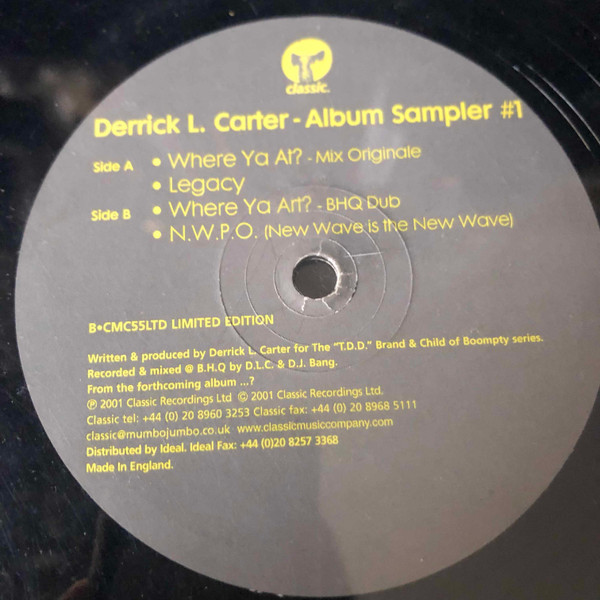 classic.
Derrick L. Carter - Album Sampler #1
Side A • Where Ya At? - Mix Originale
• Legacy
Side B • Where Ya Art? - BHQ Dub
• N.W.P.O. (New Wave is the New Wave)
B•CMC55LTD LIMITED EDITION
Written & produced by Derrick L. Carter for The "T.D.D." Brand & Child of Boompty series.
Recorded & mixed @ B.H.Q by D.L.C. & D.J. Bang.
From the forthcoming album ...?
℗ 2001 Classic Recordings Ltd © 2001 Classic Recordings Ltd.
Classic tel: +44 (0) 20 8960 3253 Classic fax: +44 (0) 20 8968 5111
classic@mumbojumbo.co.uk www.classicmusiccompany.com
Distributed by Ideal. Ideal Fax: +44 (0)20 8257 3368
Made In England.